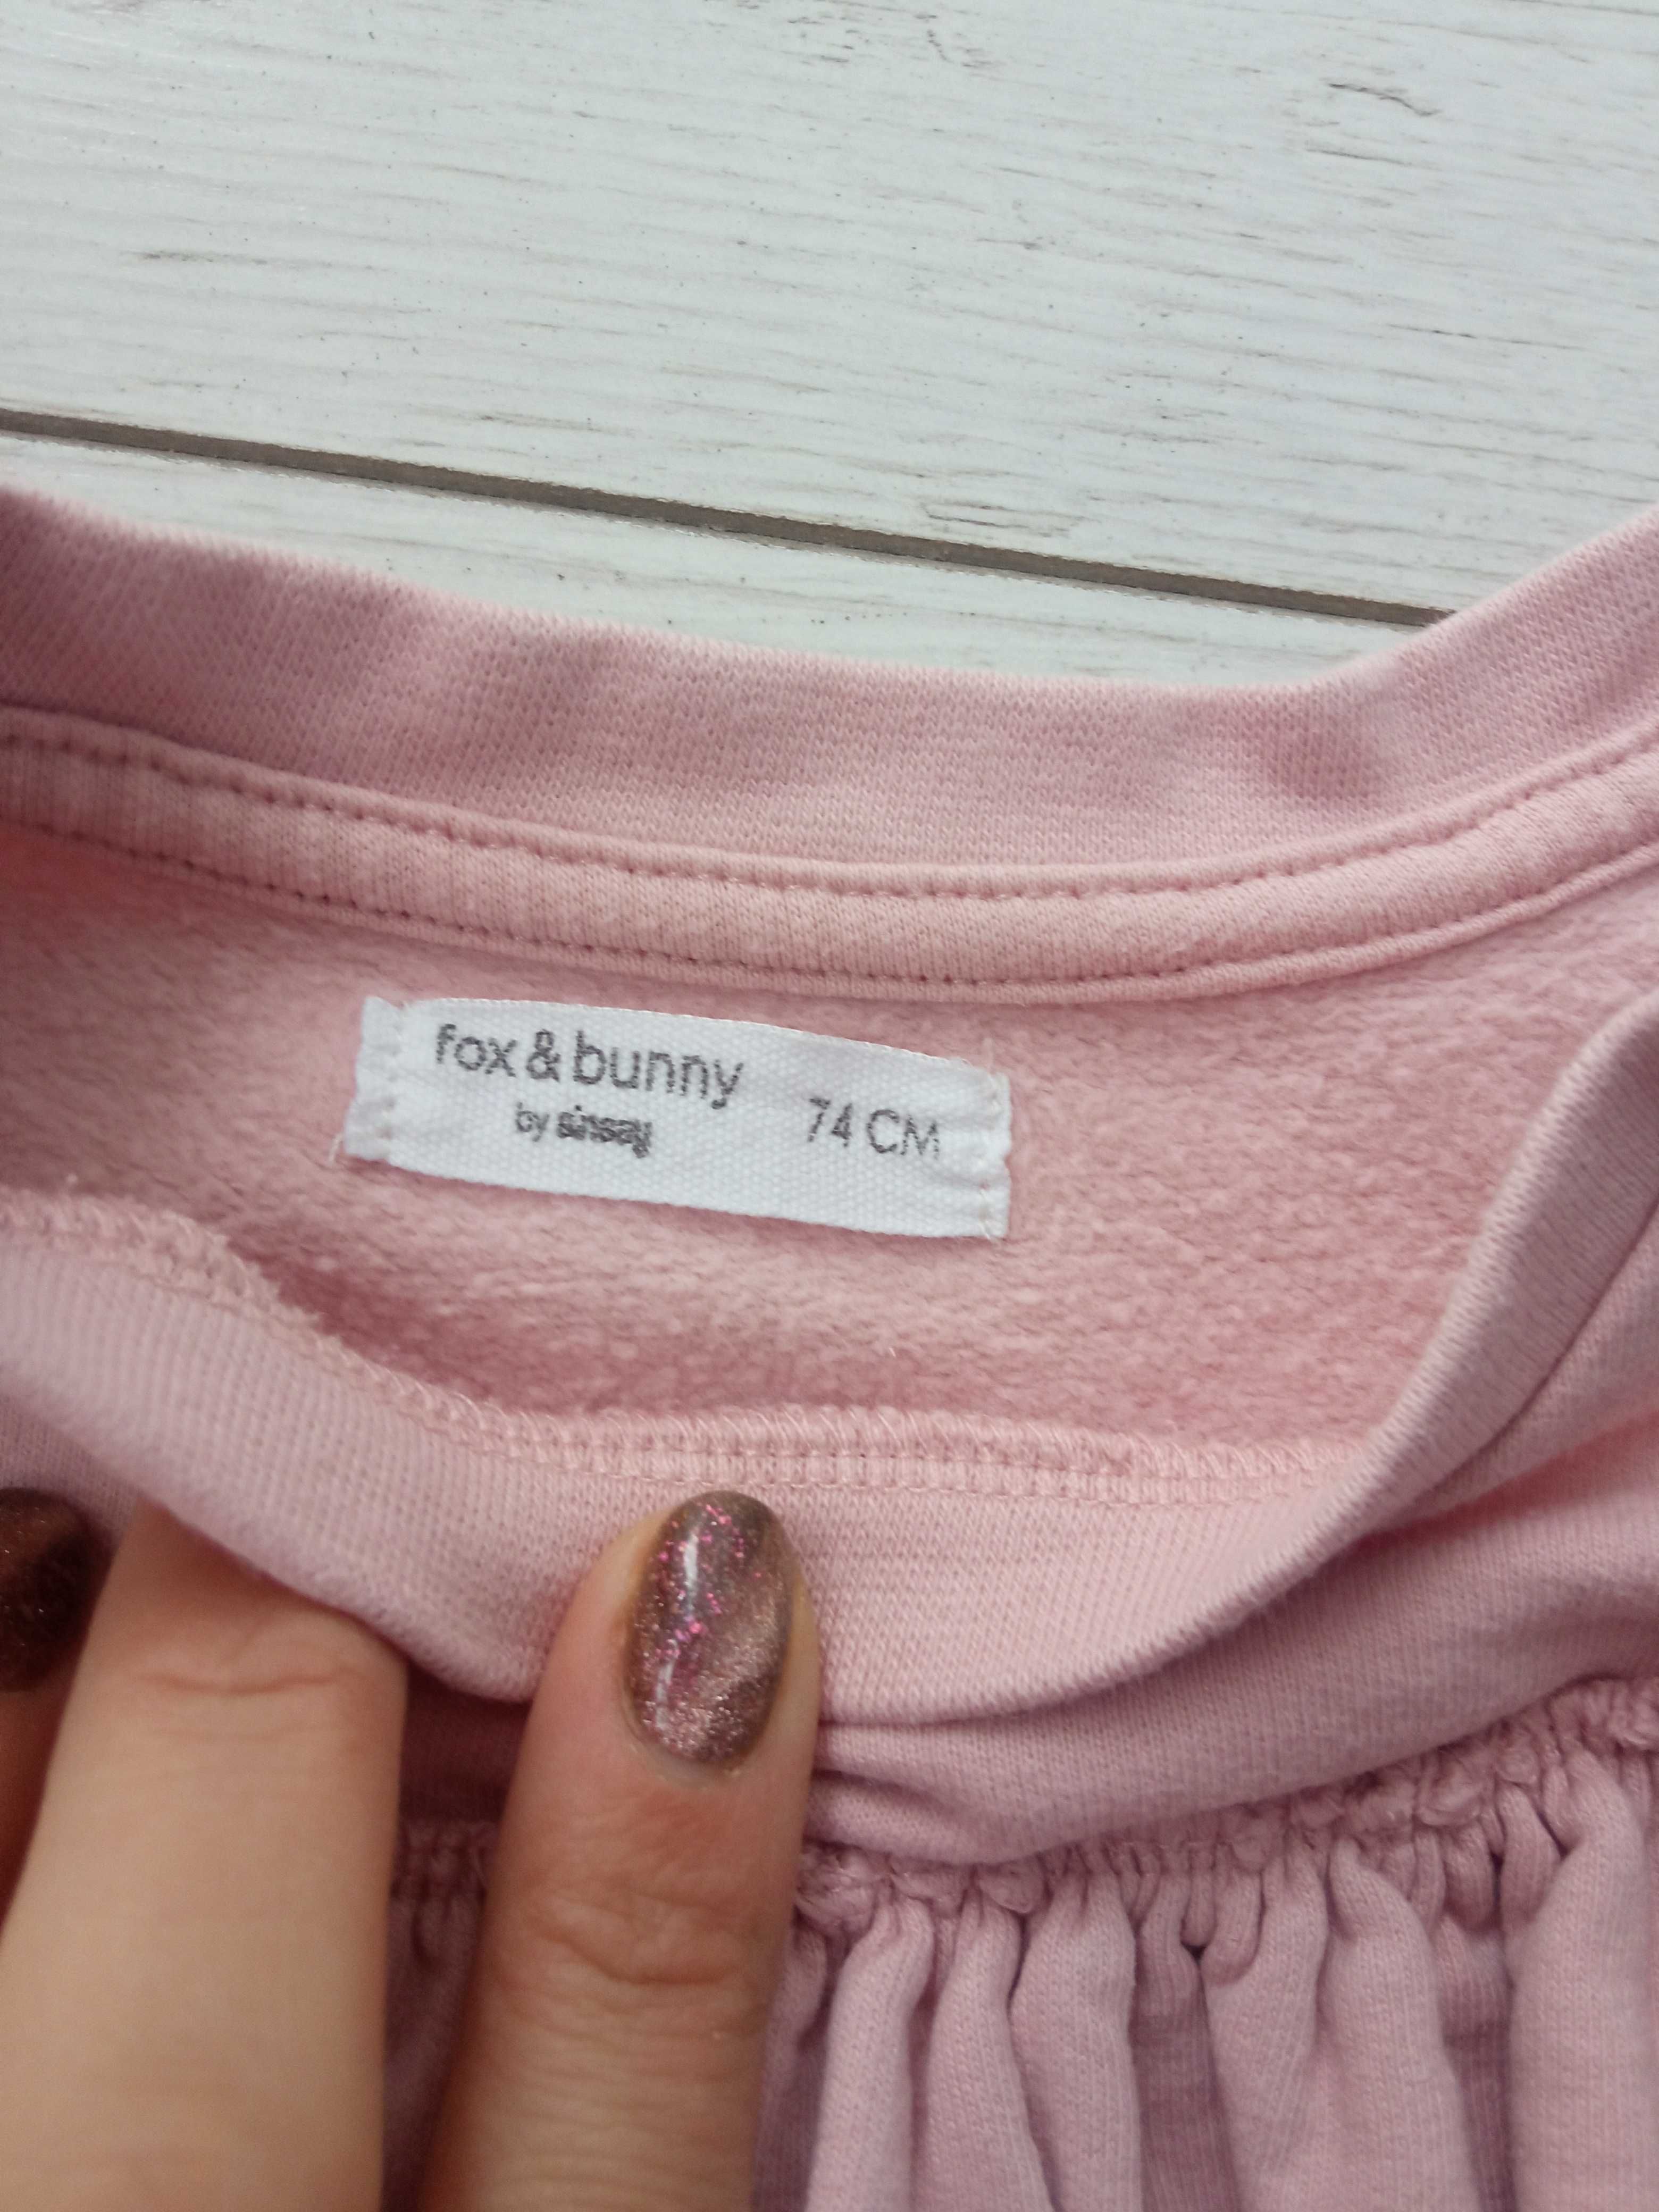 fox & bunny
by sinsay
74 CM